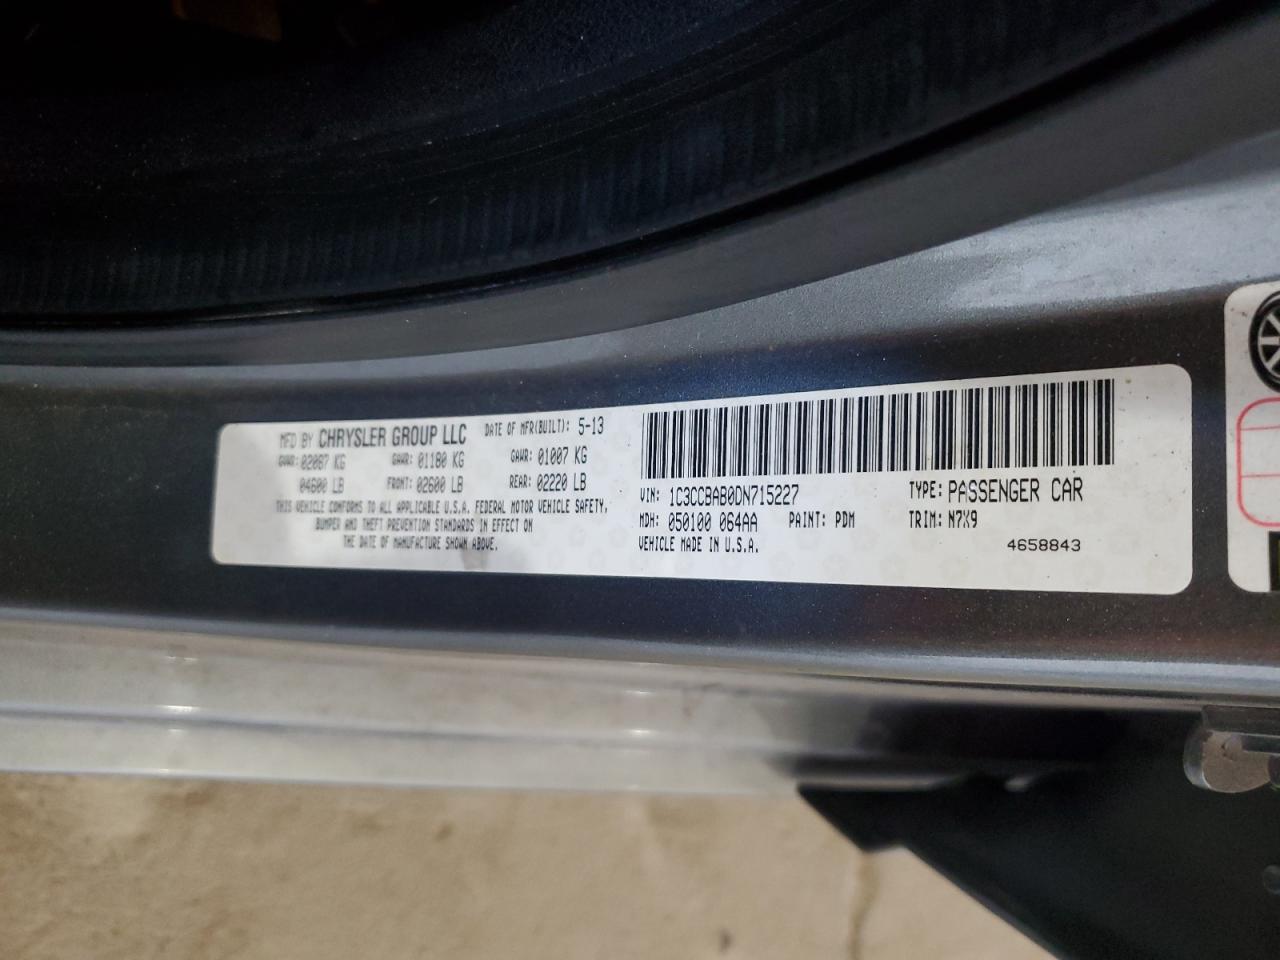 MFD BY CHRYSLER GROUP LLC DATE OF MFR(BUILT): 5-13
GVWR: 02087 KG GAWR: 01180 KG GAWR: 01007 KG
04600 LB FRONT: 02600 LB REAR: 02220 LB
THIS VEHICLE CONFORMS TO ALL APPLICABLE U.S.A. FEDERAL MOTOR VEHICLE SAFETY,
BUMPER AND THEFT PREVENTION STANDARDS IN EFFECT ON
THE DATE OF MANUFACTURE SHOWN ABOVE.
VIN: 1C3CCBAB0DN715227 TYPE: PASSENGER CAR
MDH: 050100 064AA PAINT: PDM TRIM: N7X9
VEHICLE MADE IN U.S.A. 4658843